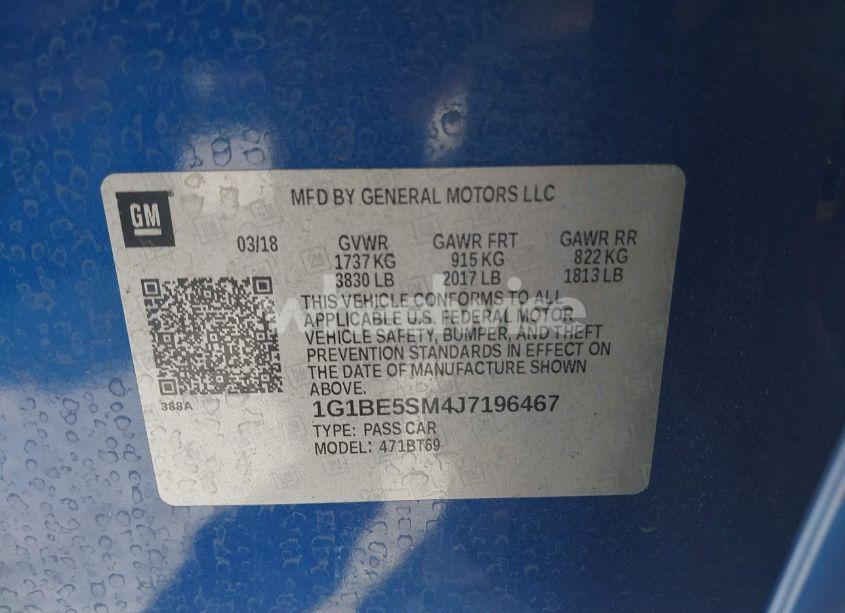 MFD BY GENERAL MOTORS LLC
GM
03/18 GVWR GAWR FRT GAWR RR
1737 KG 915 KG 822 KG
3830 LB 2017 LB 1813 LB
THIS VEHICLE CONFORMS TO ALL
APPLICABLE U.S. FEDERAL MOTOR
VEHICLE SAFETY, BUMPER, AND THEFT
PREVENTION STANDARDS IN EFFECT ON
THE DATE OF MANUFACTURE SHOWN
ABOVE.
388A
1G1BE5SM4J7196467
TYPE: PASS CAR
MODEL: 471BT69